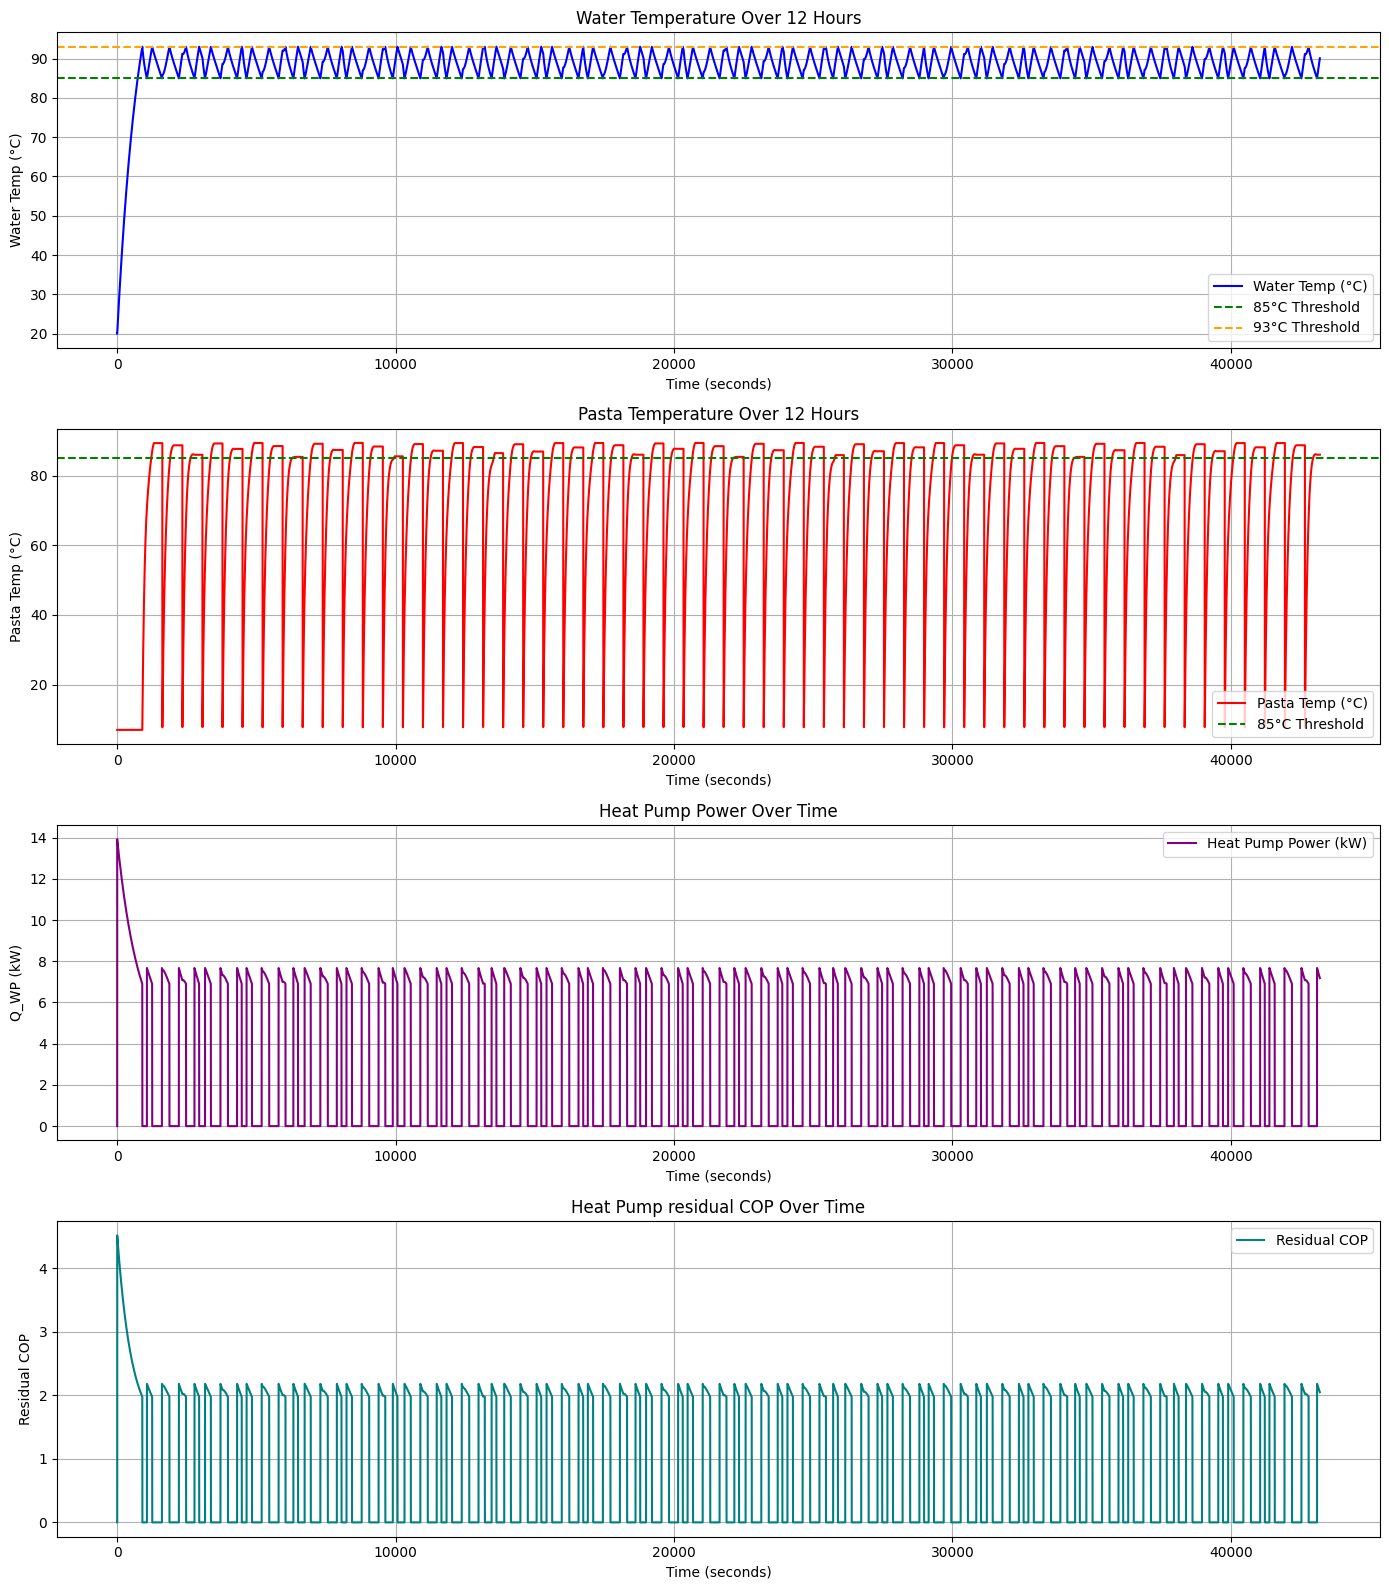 Water Temperature Over 12 Hours
Water Temp (°C)
90
80
70
60
50
40
30
20
Water Temp (°C)
85°C Threshold
93°C Threshold
0 10000 20000 30000 40000
Time (seconds)
Pasta Temperature Over 12 Hours
Pasta Temp (°C)
80
60
40
20
Pasta Temp (°C)
85°C Threshold
0 10000 20000 30000 40000
Time (seconds)
Heat Pump Power Over Time
Q_WP (kW)
14
12
10
8
6
4
2
0
Heat Pump Power (kW)
0 10000 20000 30000 40000
Time (seconds)
Heat Pump residual COP Over Time
Residual COP
4
3
2
1
0
Residual COP
0 10000 20000 30000 40000
Time (seconds)